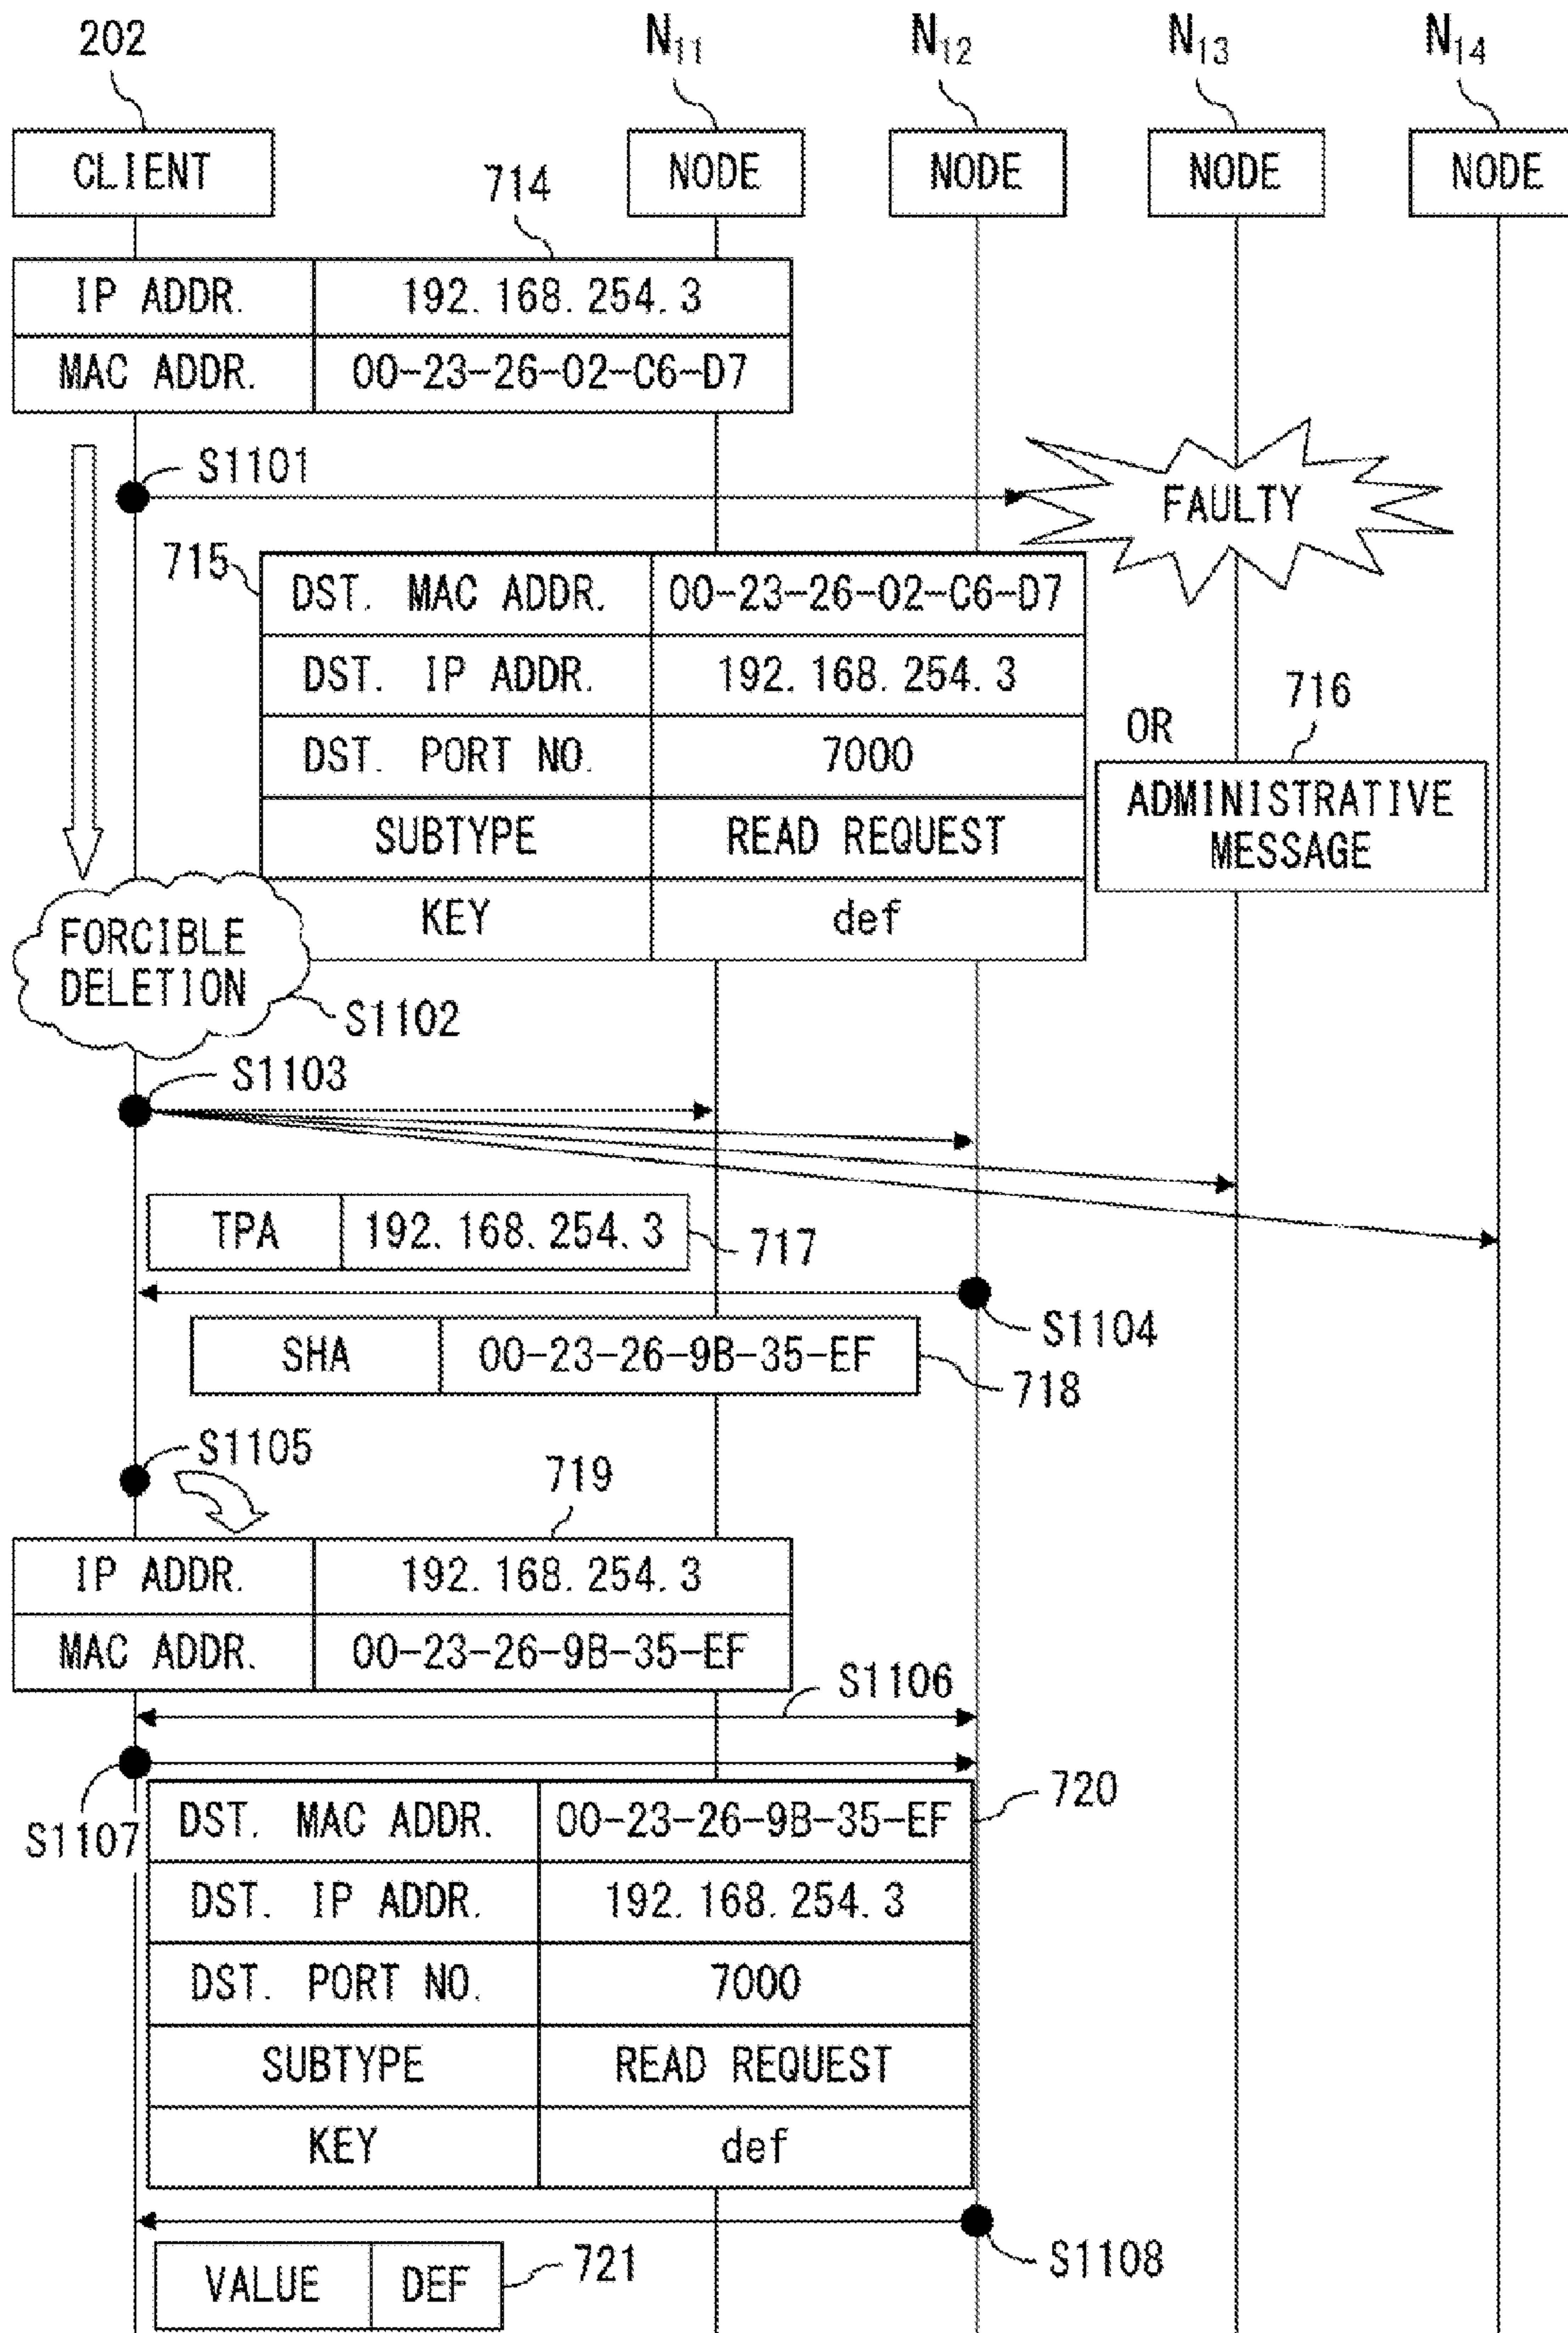 202 N11 N12 N13 N14
CLIENT NODE NODE NODE NODE
714
IP ADDR. 192.168.254.3
MAC ADDR. 00-23-26-02-C6-D7
S1101
FAULTY
715
DST. MAC ADDR. 00-23-26-02-C6-D7
DST. IP ADDR. 192.168.254.3
DST. PORT NO. 7000
SUBTYPE READ REQUEST
KEY def
716
OR
ADMINISTRATIVE
MESSAGE
FORCIBLE
DELETION
S1102
S1103
TPA 192.168.254.3
717
S1104
SHA 00-23-26-9B-35-EF
718
S1105
719
IP ADDR. 192.168.254.3
MAC ADDR. 00-23-26-9B-35-EF
S1106
S1107
720
DST. MAC ADDR. 00-23-26-9B-35-EF
DST. IP ADDR. 192.168.254.3
DST. PORT NO. 7000
SUBTYPE READ REQUEST
KEY def
S1108
VALUE DEF
721